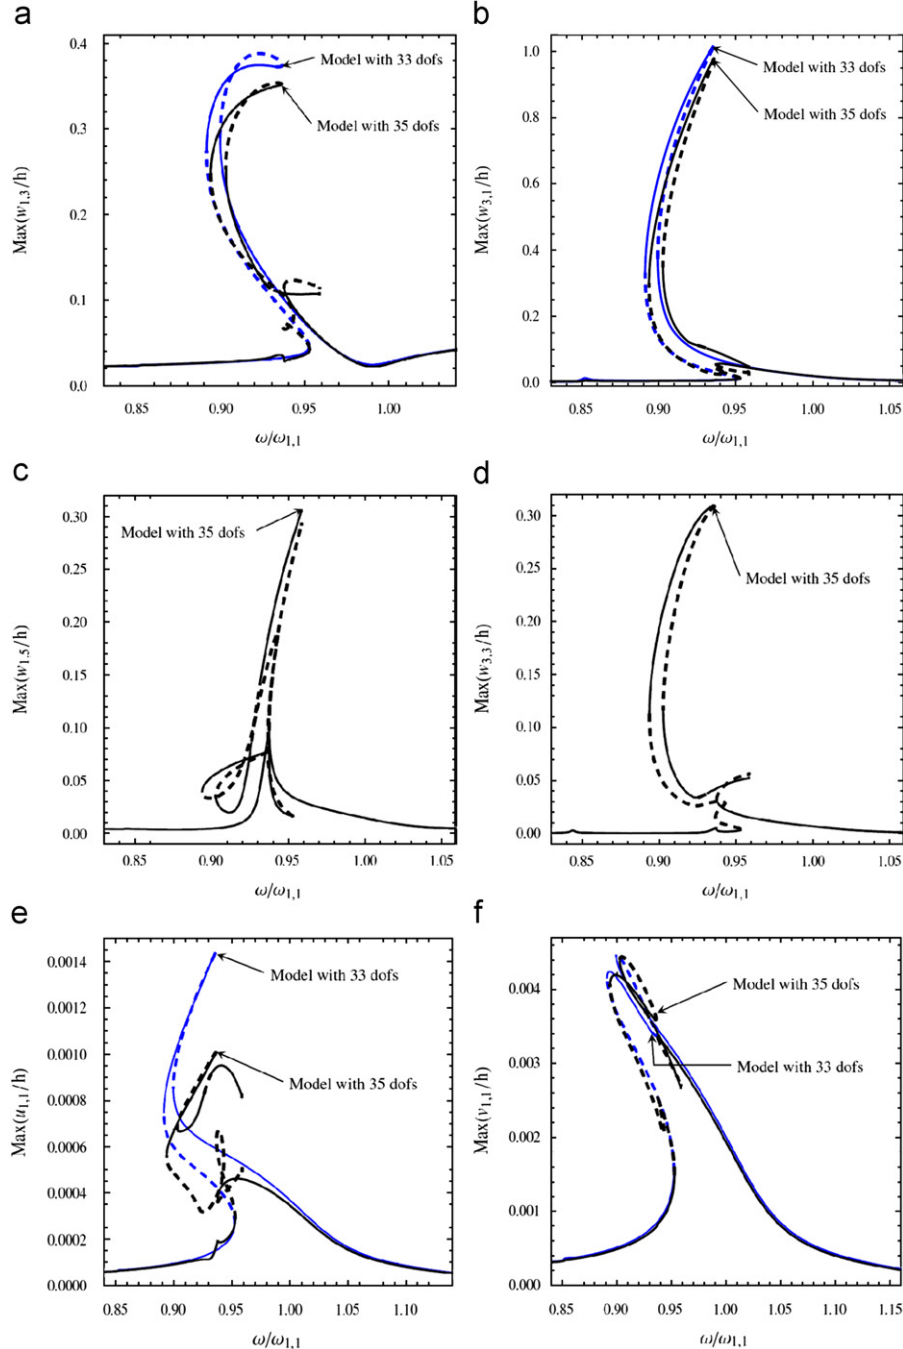 a
Max(w1,3/h)
0.4
0.3
0.2
0.1
0.0
Model with 33 dofs
Model with 35 dofs
0.85 0.90 0.95 1.00
ω/ω1,1
b
Max(w3,1/h)
1.0
0.8
0.6
0.4
0.2
0.0
Model with 33 dofs
Model with 35 dofs
0.85 0.90 0.95 1.00 1.05
ω/ω1,1
c
Max(w1,5/h)
0.30
0.25
0.20
0.15
0.10
0.05
0.00
Model with 35 dofs
0.85 0.90 0.95 1.00 1.05
ω/ω1,1
d
Max(w3,3/h)
0.30
0.25
0.20
0.15
0.10
0.05
0.00
Model with 35 dofs
0.85 0.90 0.95 1.00 1.05
ω/ω1,1
e
Max(u1,1/h)
0.0014
0.0012
0.0010
0.0008
0.0006
0.0004
0.0002
0.0000
Model with 33 dofs
Model with 35 dofs
0.85 0.90 0.95 1.00 1.05 1.10
ω/ω1,1
f
Max(v1,1/h)
0.004
0.003
0.002
0.001
0.000
Model with 35 dofs
Model with 33 dofs
0.85 0.90 0.95 1.00 1.05 1.10 1.15
ω/ω1,1